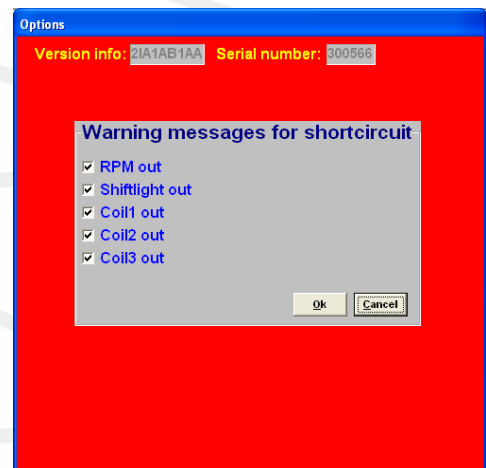 Options
Version info: 2IA1AB1AA Serial number: 300566
Warning messages for shortcircuit
RPM out
Shiftlight out
Coil1 out
Coil2 out
Coil3 out
Ok Cancel